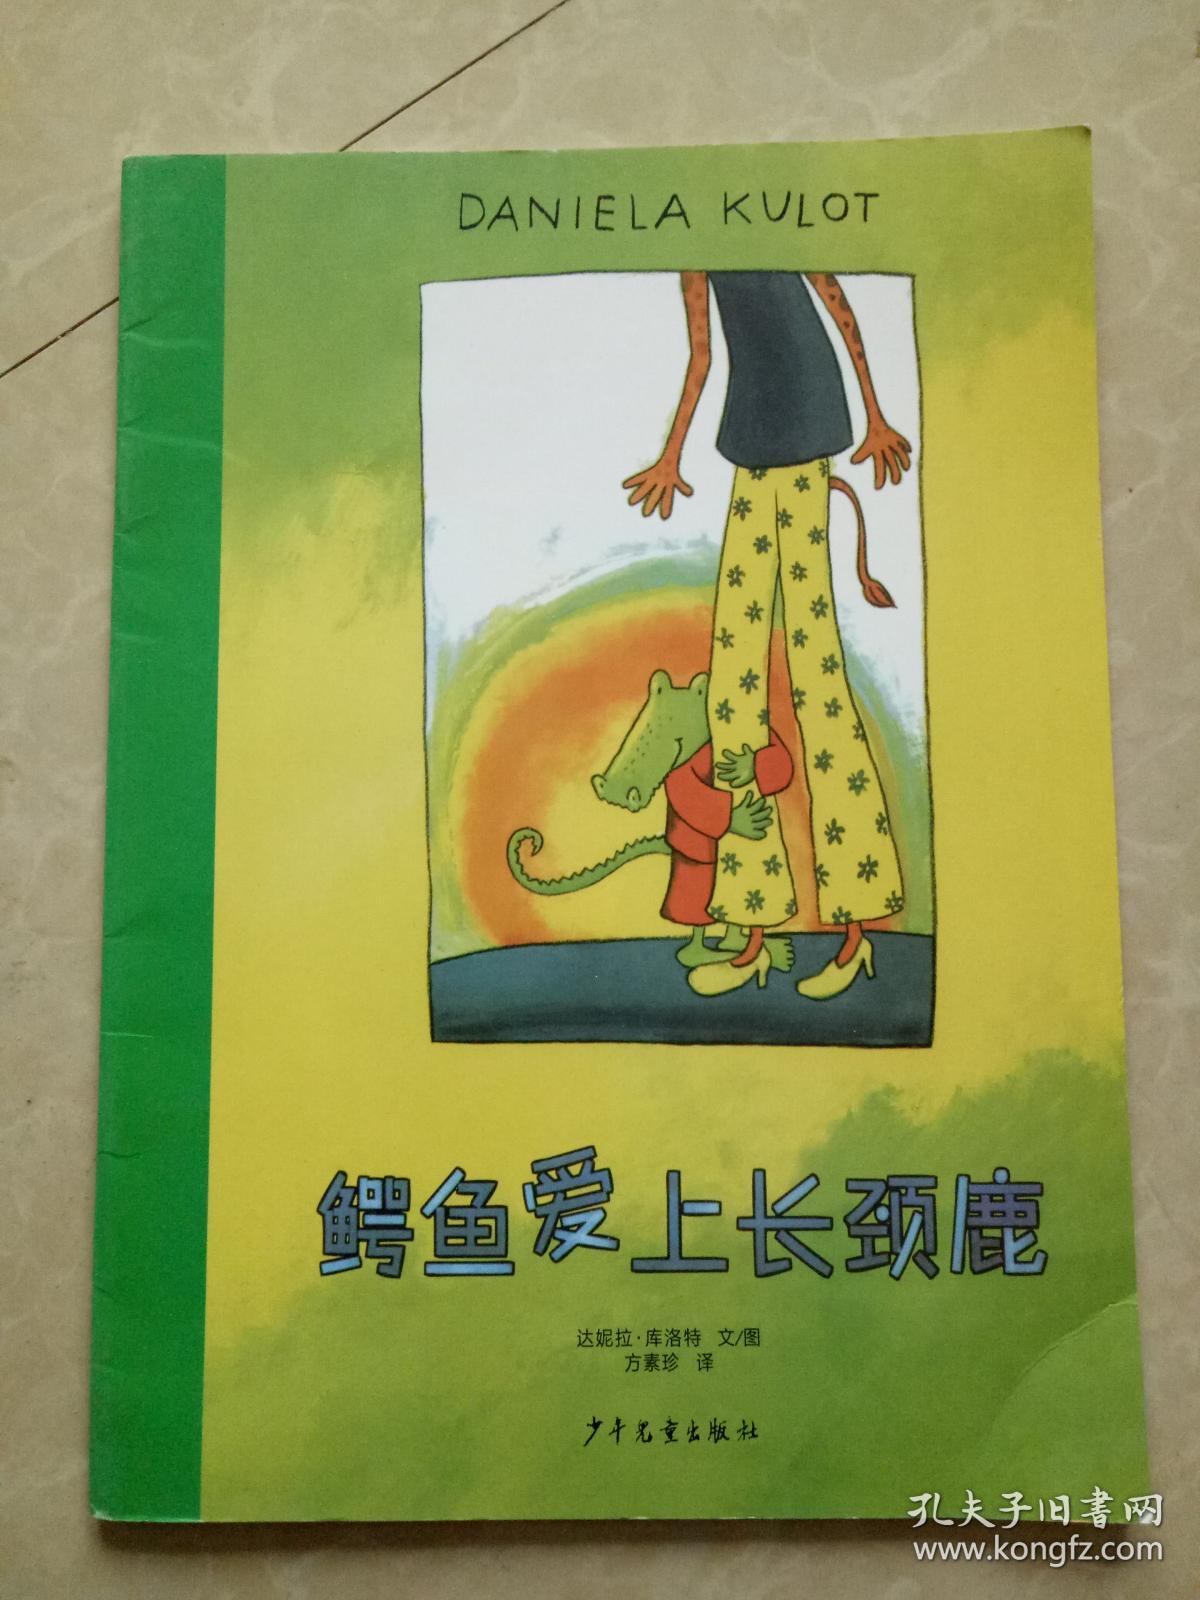 DANIELA KULOT
鳄鱼爱上长颈鹿
达妮拉·库洛特 文/图
方素珍 译
少年儿童出版社
孔夫子旧书网
www.kongfz.com